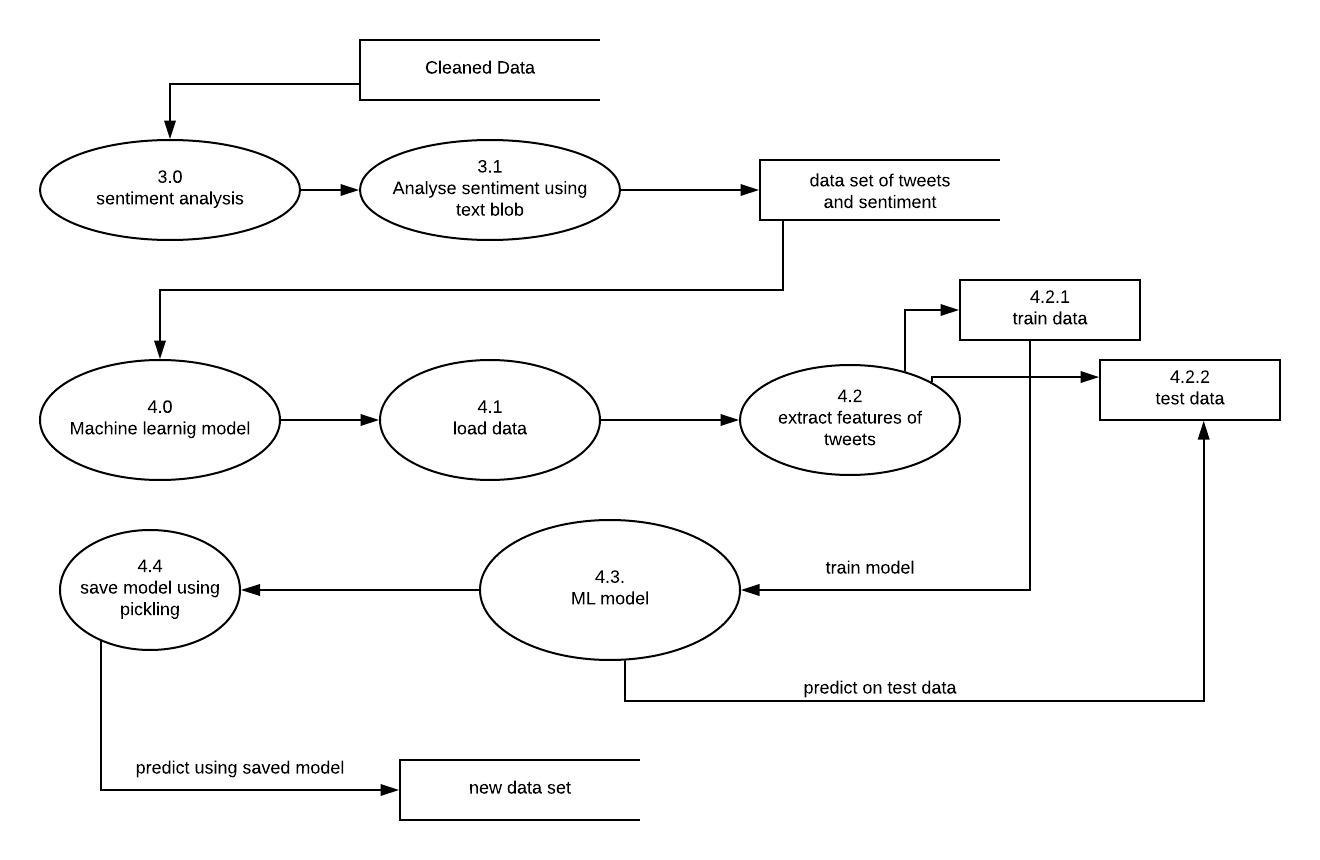 Cleaned Data
3.0
sentiment analysis
3.1
Analyse sentiment using
text blob
data set of tweets
and sentiment
4.2.1
train data
4.2.2
test data
4.0
Machine learnig model
4.1
load data
4.2
extract features of
tweets
4.4
save model using
pickling
4.3.
ML model
train model
predict on test data
predict using saved model
new data set